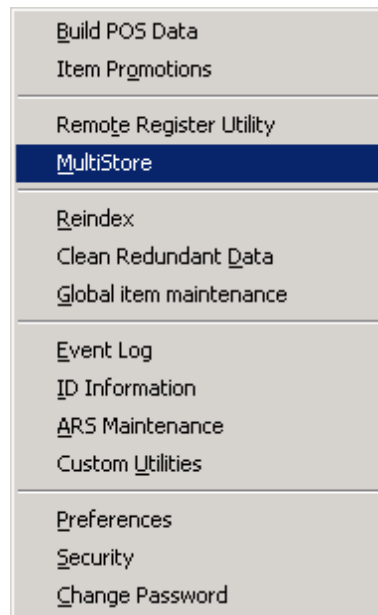 Build POS Data
Item Promotions
Remote Register Utility
MultiStore
Reindex
Clean Redundant Data
Global item maintenance
Event Log
ID Information
ARS Maintenance
Custom Utilities
Preferences
Security
Change Password